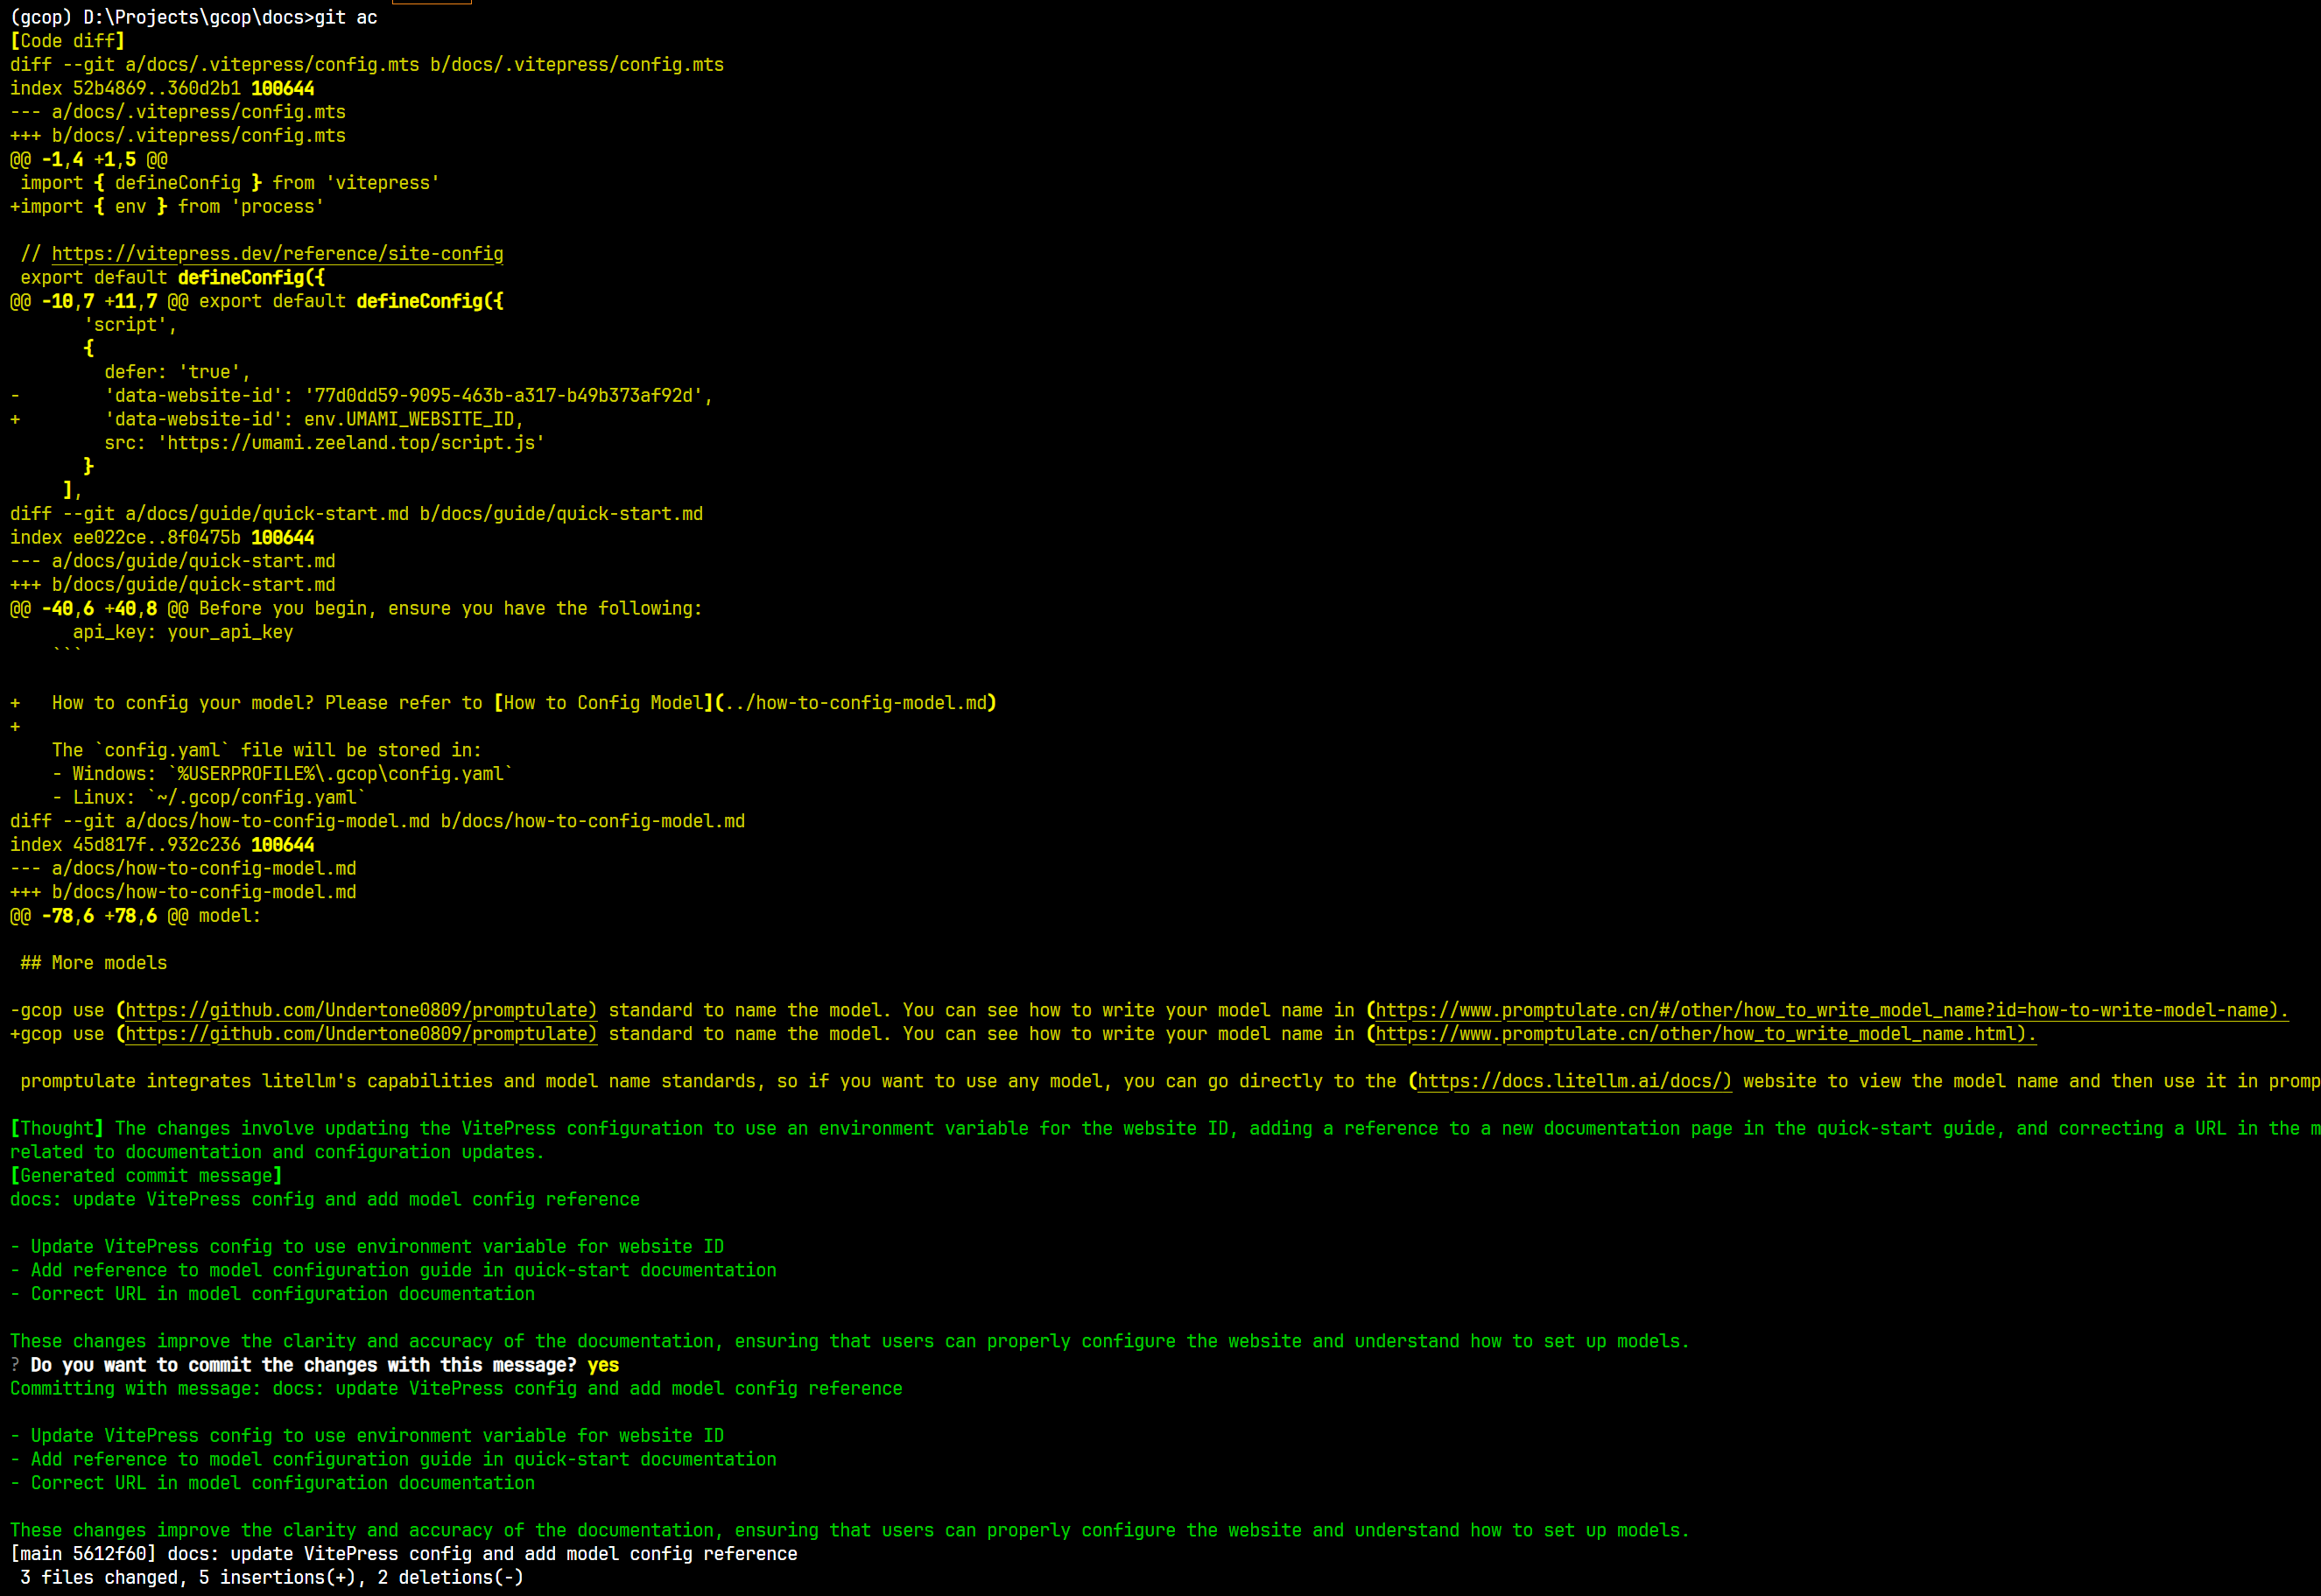 (gcop) D:\Projects\gcop\docs>git ac
[Code diff]
diff --git a/docs/.vitepress/config.mts b/docs/.vitepress/config.mts
index 52b4869..360d2b1 100644
--- a/docs/.vitepress/config.mts
+++ b/docs/.vitepress/config.mts
@@ -1,4 +1,5 @@
 import { defineConfig } from 'vitepress'
+import { env } from 'process'

 // https://vitepress.dev/reference/site-config
 export default defineConfig({
@@ -10,7 +11,7 @@ export default defineConfig({
       'script',
       {
         defer: 'true',
-        'data-website-id': '77d0dd59-9095-463b-a317-b49b373af92d',
+        'data-website-id': env.UMAMI_WEBSITE_ID,
         src: 'https://umami.zeeland.top/script.js'
       }
     ],
diff --git a/docs/guide/quick-start.md b/docs/guide/quick-start.md
index ee022ce..8f0475b 100644
--- a/docs/guide/quick-start.md
+++ b/docs/guide/quick-start.md
@@ -40,6 +40,8 @@ Before you begin, ensure you have the following:
      api_key: your_api_key
    ```

+   How to config your model? Please refer to [How to Config Model](../how-to-config-model.md)
+
    The `config.yaml` file will be stored in:
    - Windows: `%USERPROFILE%\.gcop\config.yaml`
    - Linux: `~/.gcop/config.yaml`
diff --git a/docs/how-to-config-model.md b/docs/how-to-config-model.md
index 45d817f..932c236 100644
--- a/docs/how-to-config-model.md
+++ b/docs/how-to-config-model.md
@@ -78,6 +78,6 @@ model:

 ## More models

-gcop use (https://github.com/Undertone0809/promptulate) standard to name the model. You can see how to write your model name in (https://www.promptulate.cn/#/other/how_to_write_model_name?id=how-to-write-model-name).
+gcop use (https://github.com/Undertone0809/promptulate) standard to name the model. You can see how to write your model name in (https://www.promptulate.cn/other/how_to_write_model_name.html).

 promptulate integrates litellm's capabilities and model name standards, so if you want to use any model, you can go directly to the (https://docs.litellm.ai/docs/) website to view the model name and then use it in promp

[Thought] The changes involve updating the VitePress configuration to use an environment variable for the website ID, adding a reference to a new documentation page in the quick-start guide, and correcting a URL in the m
related to documentation and configuration updates.
[Generated commit message]
docs: update VitePress config and add model config reference

- Update VitePress config to use environment variable for website ID
- Add reference to model configuration guide in quick-start documentation
- Correct URL in model configuration documentation

These changes improve the clarity and accuracy of the documentation, ensuring that users can properly configure the website and understand how to set up models.
? Do you want to commit the changes with this message? yes
Committing with message: docs: update VitePress config and add model config reference

- Update VitePress config to use environment variable for website ID
- Add reference to model configuration guide in quick-start documentation
- Correct URL in model configuration documentation

These changes improve the clarity and accuracy of the documentation, ensuring that users can properly configure the website and understand how to set up models.
[main 5612f60] docs: update VitePress config and add model config reference
 3 files changed, 5 insertions(+), 2 deletions(-)